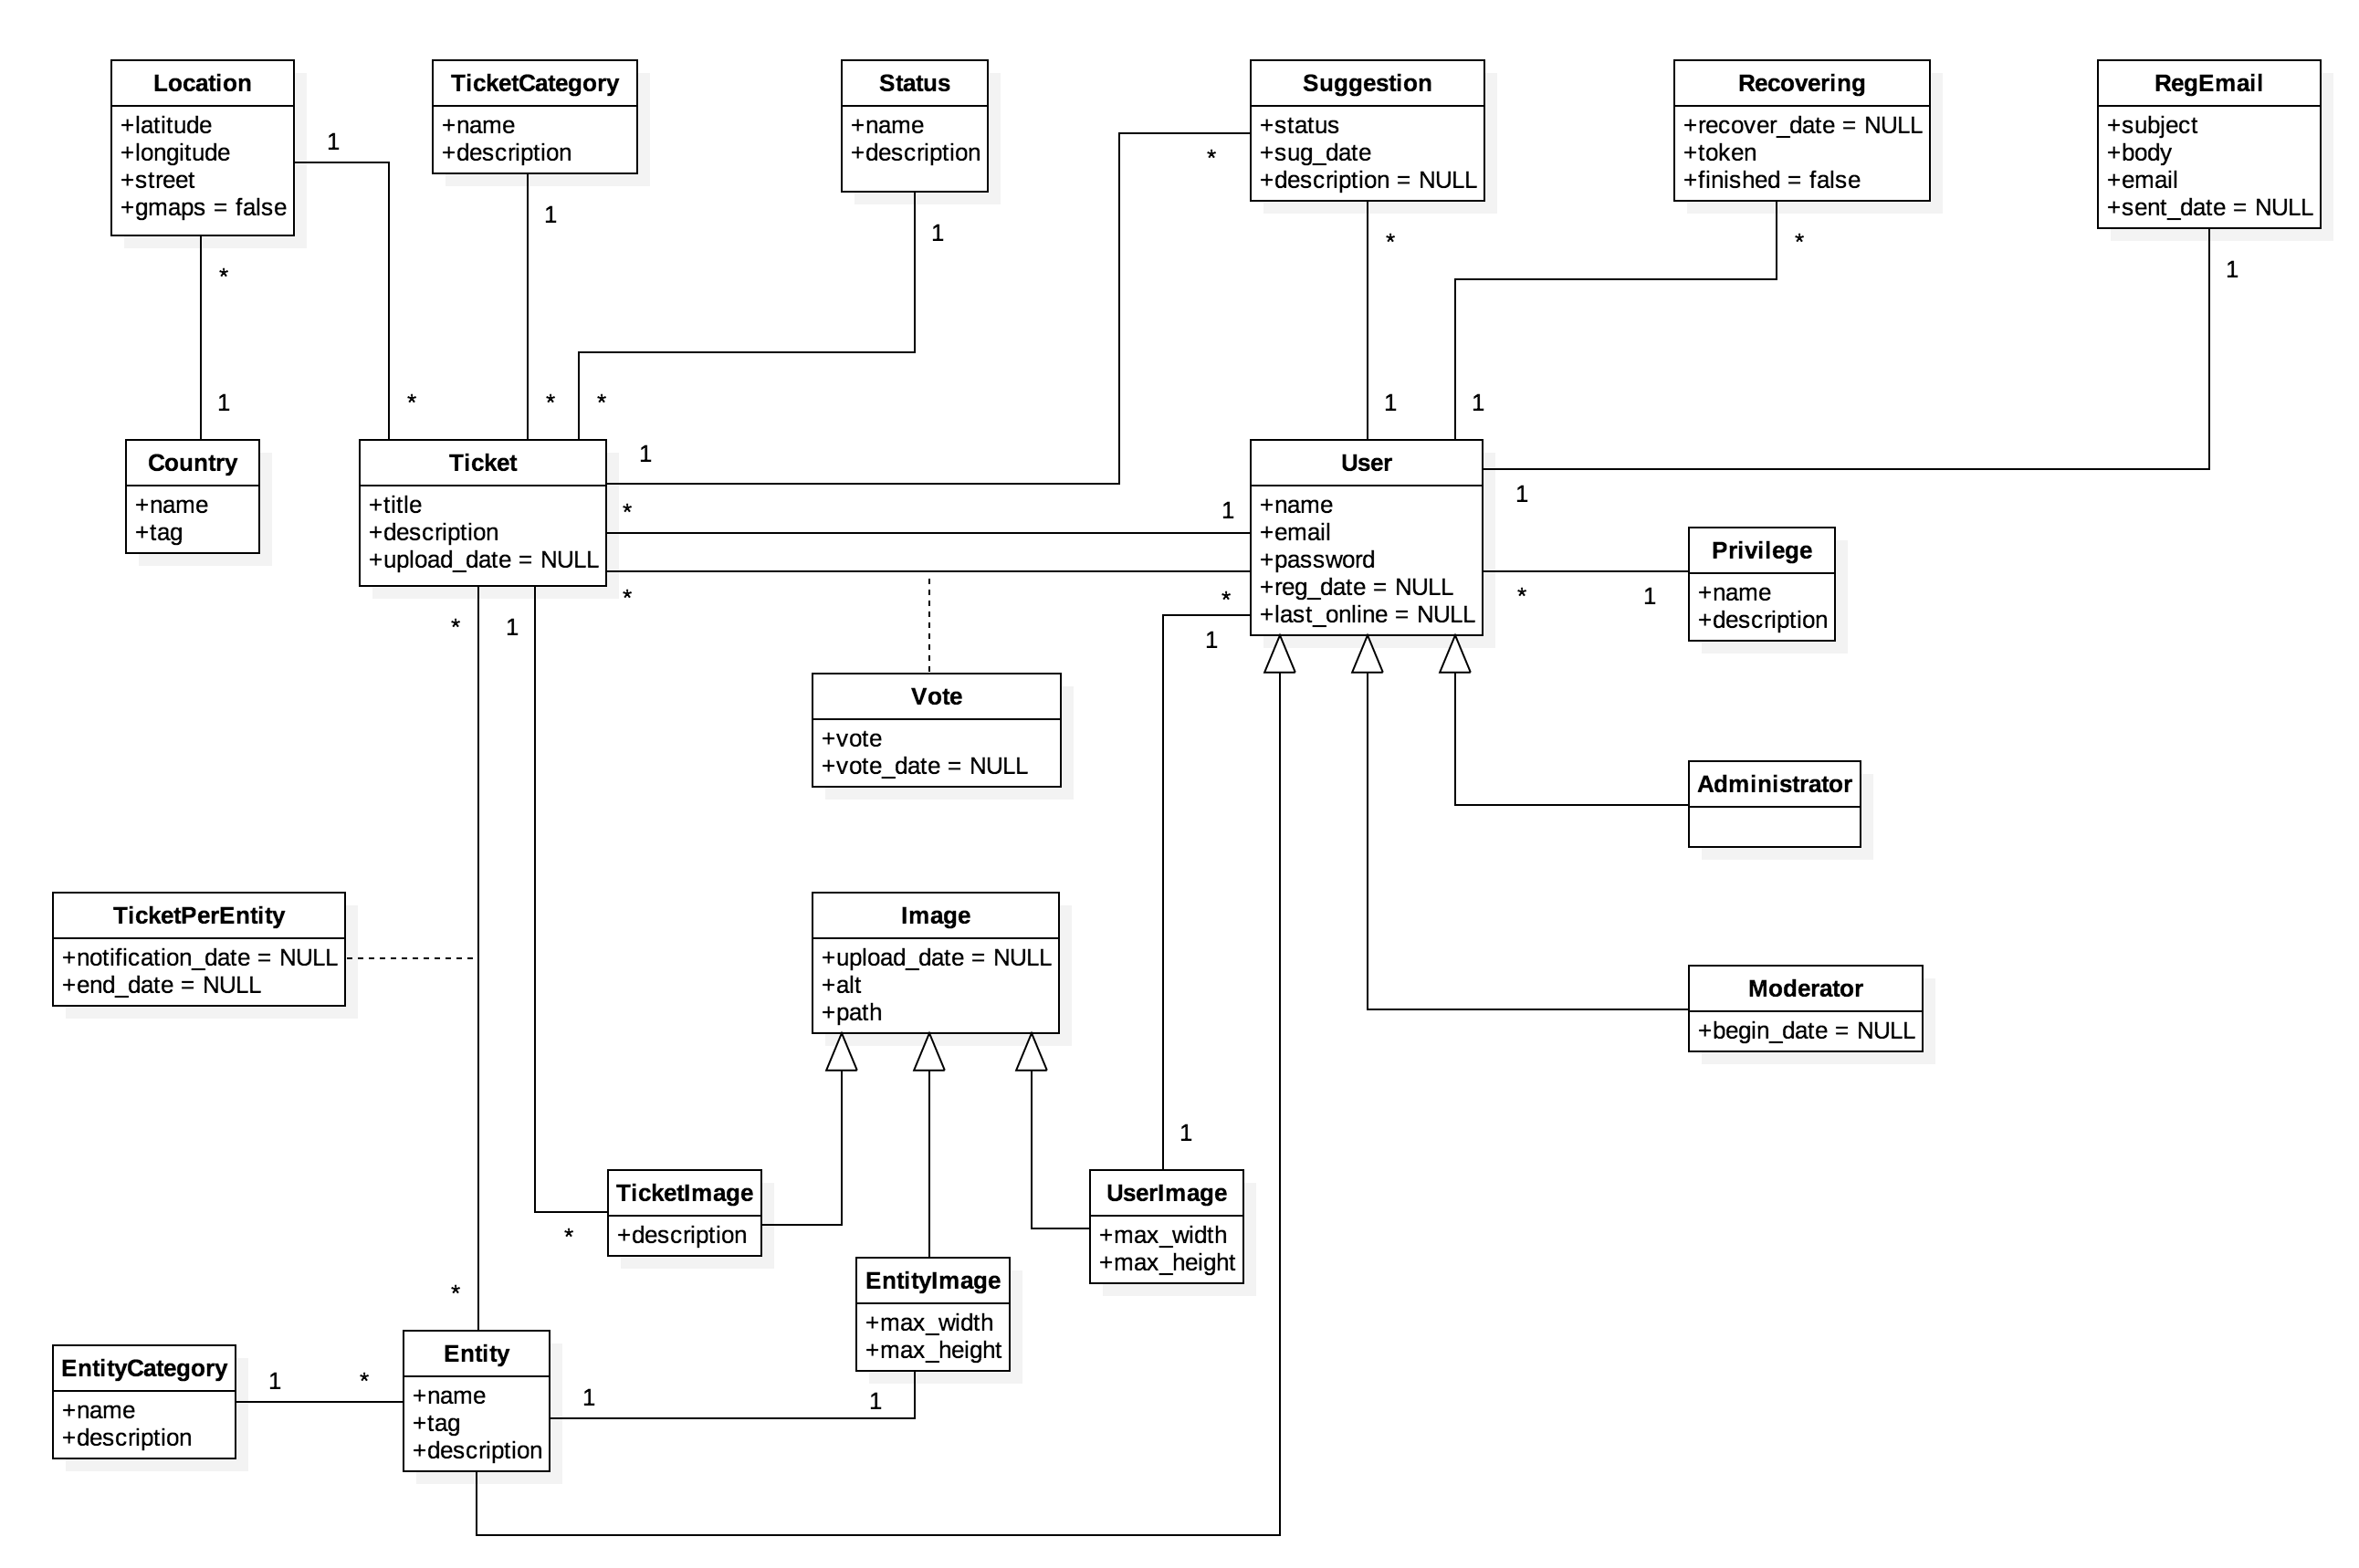 Location
+latitude
+longitude
+street
+gmaps = false
TicketCategory
+name
+description
Status
+name
+description
Suggestion
+status
+sug_date
+description = NULL
Recovering
+recover_date = NULL
+token
+finished = false
RegEmail
+subject
+body
+email
+sent_date = NULL
1
*
1
1
*
*
*
1
1
*
*
*
1
1
Country
+name
+tag
Ticket
+title
+description
+upload_date = NULL
1
*
*
1
*
1
User
+name
+email
+password
+reg_date = NULL
+last_online = NULL
1
*
1
Privilege
+name
+description
*
1
Vote
+vote
+vote_date = NULL
Administrator
TicketPerEntity
+notification_date = NULL
+end_date = NULL
Image
+upload_date = NULL
+alt
+path
Moderator
+begin_date = NULL
1
TicketImage
+description
*
UserImage
+max_width
+max_height
EntityImage
+max_width
+max_height
*
EntityCategory
+name
+description
1
*
Entity
+name
+tag
+description
1
1